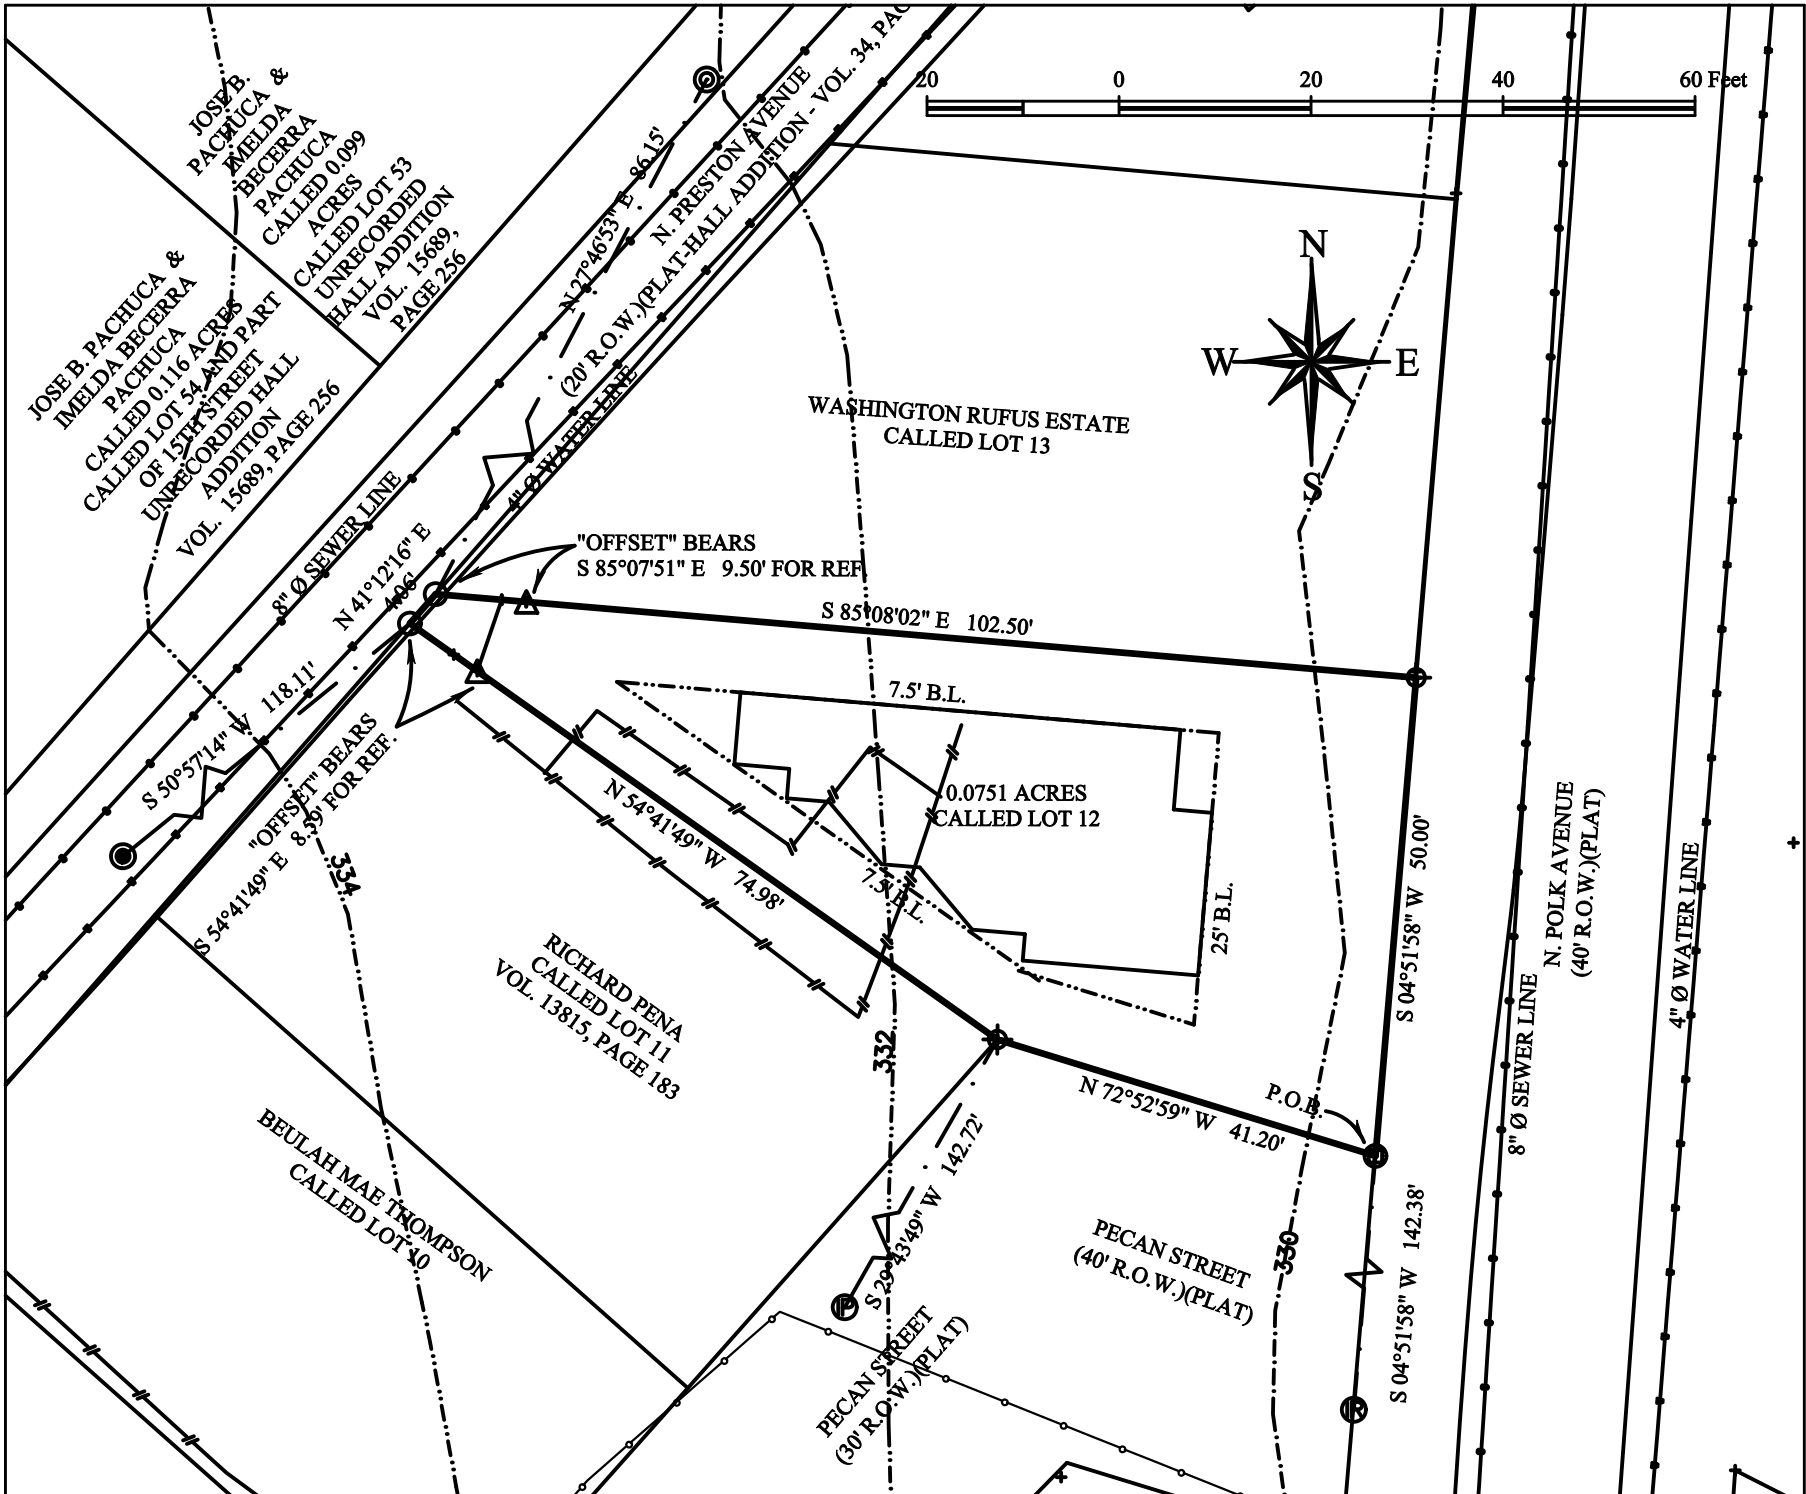 JOSE B.
PACHUCA &
IMELDA
BECERRA
PACHUCA
CALLED 0.099
ACRES
CALLED LOT 53
UNRECORDED
HALL ADDITION
VOL. 15689,
PAGE 256
JOSE B. PACHUCA &
IMELDA BECERRA
PACHUCA
CALLED 0.116 ACRES
CALLED LOT 54 AND PART
OF 15TH STREET
UNRECORDED HALL
ADDITION
VOL. 15689, PAGE 256
N 27°46'53" E 86.15'
N. PRESTON AVENUE
(20' R.O.W.)(PLAT-HALL ADDITION - VOL. 34, PAG
4" Ø WATER LINE
8" Ø SEWER LINE
20 0 20 40 60 Feet
N
W E
S
WASHINGTON RUFUS ESTATE
CALLED LOT 13
"OFFSET" BEARS
S 85°07'51" E 9.50' FOR REF.
N 41°12'16" E
4.06'
S 85°08'02" E 102.50'
S 50°57'14" W 118.11'
"OFFSET" BEARS
S 54°41'49" E 8.59' FOR REF.
7.5' B.L.
0.0751 ACRES
CALLED LOT 12
N 54°41'49" W 74.98'
7.5' B.L.
25' B.L.
S 04°51'58" W 50.00'
N. POLK AVENUE
(40' R.O.W.)(PLAT)
8" Ø SEWER LINE
4" Ø WATER LINE
334
332
330
RICHARD PENA
CALLED LOT 11
VOL. 13815, PAGE 183
BEULAH MAE THOMPSON
CALLED LOT 10
N 72°52'59" W 41.20'
P.O.B.
S 29°43'49" W 142.72'
S 04°51'58" W 142.38'
PECAN STREET
(40' R.O.W.)(PLAT)
PECAN STREET
(30' R.O.W.)(PLAT)
IP
IR